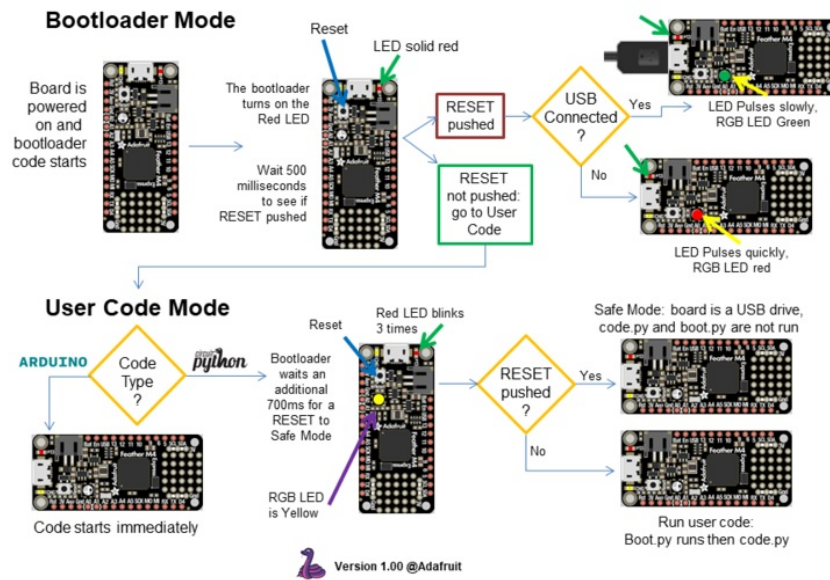 Bootloader Mode
Board is
powered
on and
bootloader
code starts
The bootloader
turns on the
Red LED
Wait 500
milliseconds
to see if
RESET pushed
Reset
LED solid red
RESET
pushed
RESET
not pushed:
go to User
Code
USB
Connected
?
Yes
No
LED Pulses slowly,
RGB LED Green
LED Pulses quickly,
RGB LED red
User Code Mode
ARDUINO
Code
Type
?
circuit
python
Code starts immediately
Bootloader
waits an
additional
700ms for a
RESET to
Safe Mode
Reset
Red LED blinks
3 times
RGB LED
is Yellow
RESET
pushed
?
Yes
No
Safe Mode: board is a USB drive,
code.py and boot.py are not run
Run user code:
Boot.py runs then code.py
Feather M4
Express
Adafruit
Version 1.00 @Adafruit